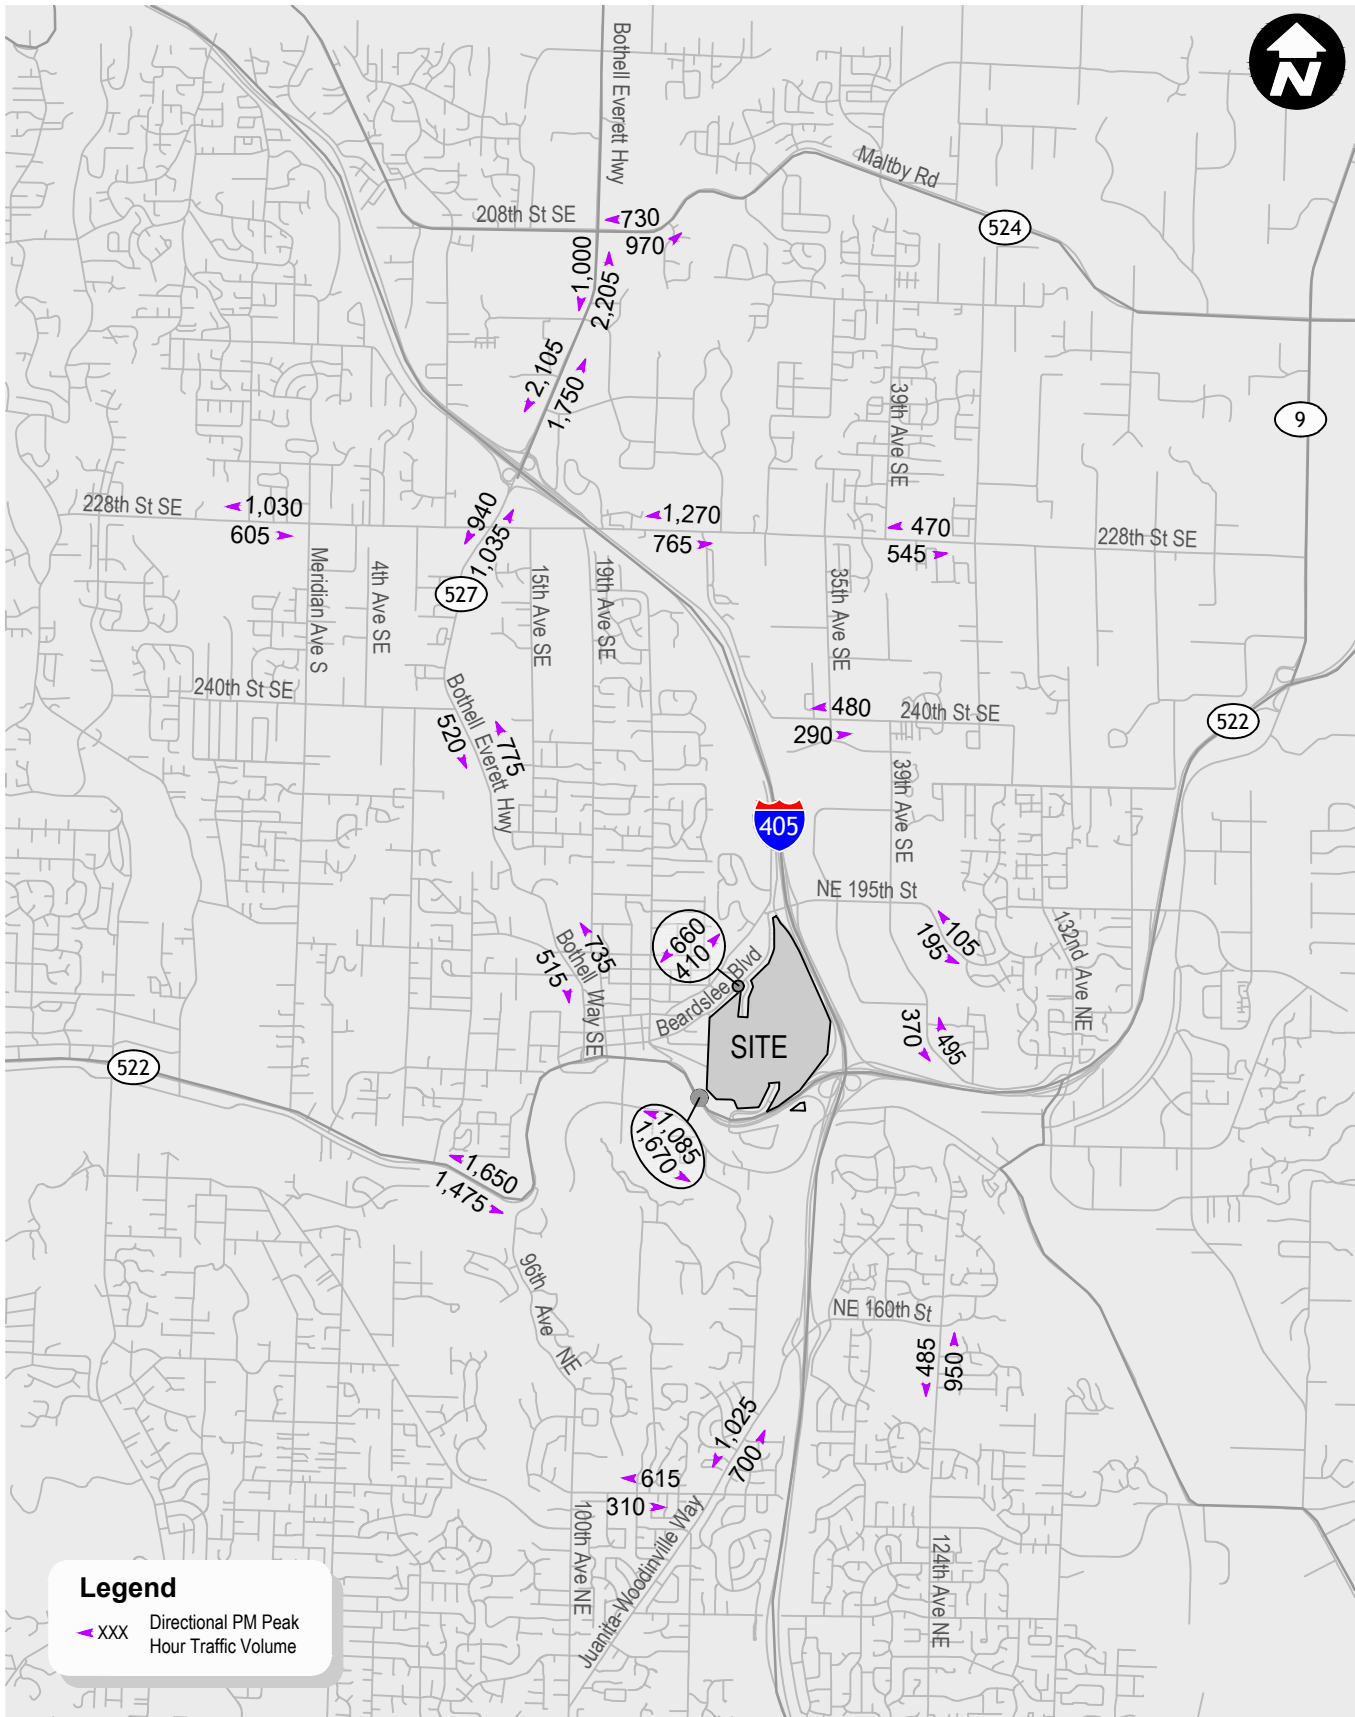 Bothell Everett Hwy
N
Maltby Rd
208th St SE
730
970
524
1,000
2,205
2,105
1,750
39th Ave SE
9
228th St SE
1,030
605
940
1,035
1,270
765
470
545
228th St SE
527
Meridian Ave S
4th Ave SE
15th Ave SE
19th Ave SE
35th Ave SE
240th St SE
Bothell Everett Hwy
520
775
480
290
240th St SE
522
39th Ave SE
405
NE 195th St
105
195
132nd Ave NE
660
410
735
515
Bothell Way SE
Beardslee Blvd
SITE
370
495
522
1,085
1,670
1,650
1,475
96th Ave NE
NE 160th St
485
950
1,025
700
615
310
100th Ave NE
Juanita-Woodinville Way
124th Ave NE
Legend
XXX Directional PM Peak
Hour Traffic Volume